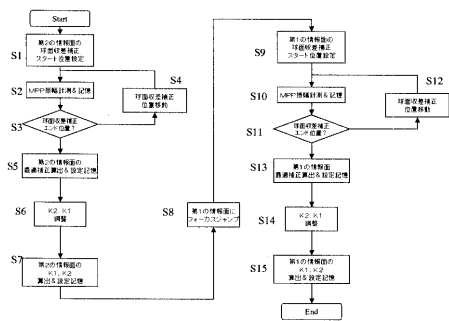 Start
S1
第2の情報面の
球面収差補正
スタート位置設定
S2
MPP振幅計測&記憶
S3
球面収差補正
エンド位置?
S4
球面収差補正
位置移動
S5
第2の情報面の
最適補正算出&設定記憶
S6
K2、K1
調整
S7
第2の情報面の
K1、K2
算出&設定記憶
S8
第1の情報面に
フォーカスジャンプ
S9
第1の情報面の
球面収差補正
スタート位置設定
S10
MPP振幅計測&記憶
S11
球面収差補正
エンド位置?
S12
球面収差補正
位置移動
S13
第1の情報面の
最適補正算出&設定記憶
S14
K2、K1
調整
S15
第1の情報面の
K1、K2
算出&設定記憶
End